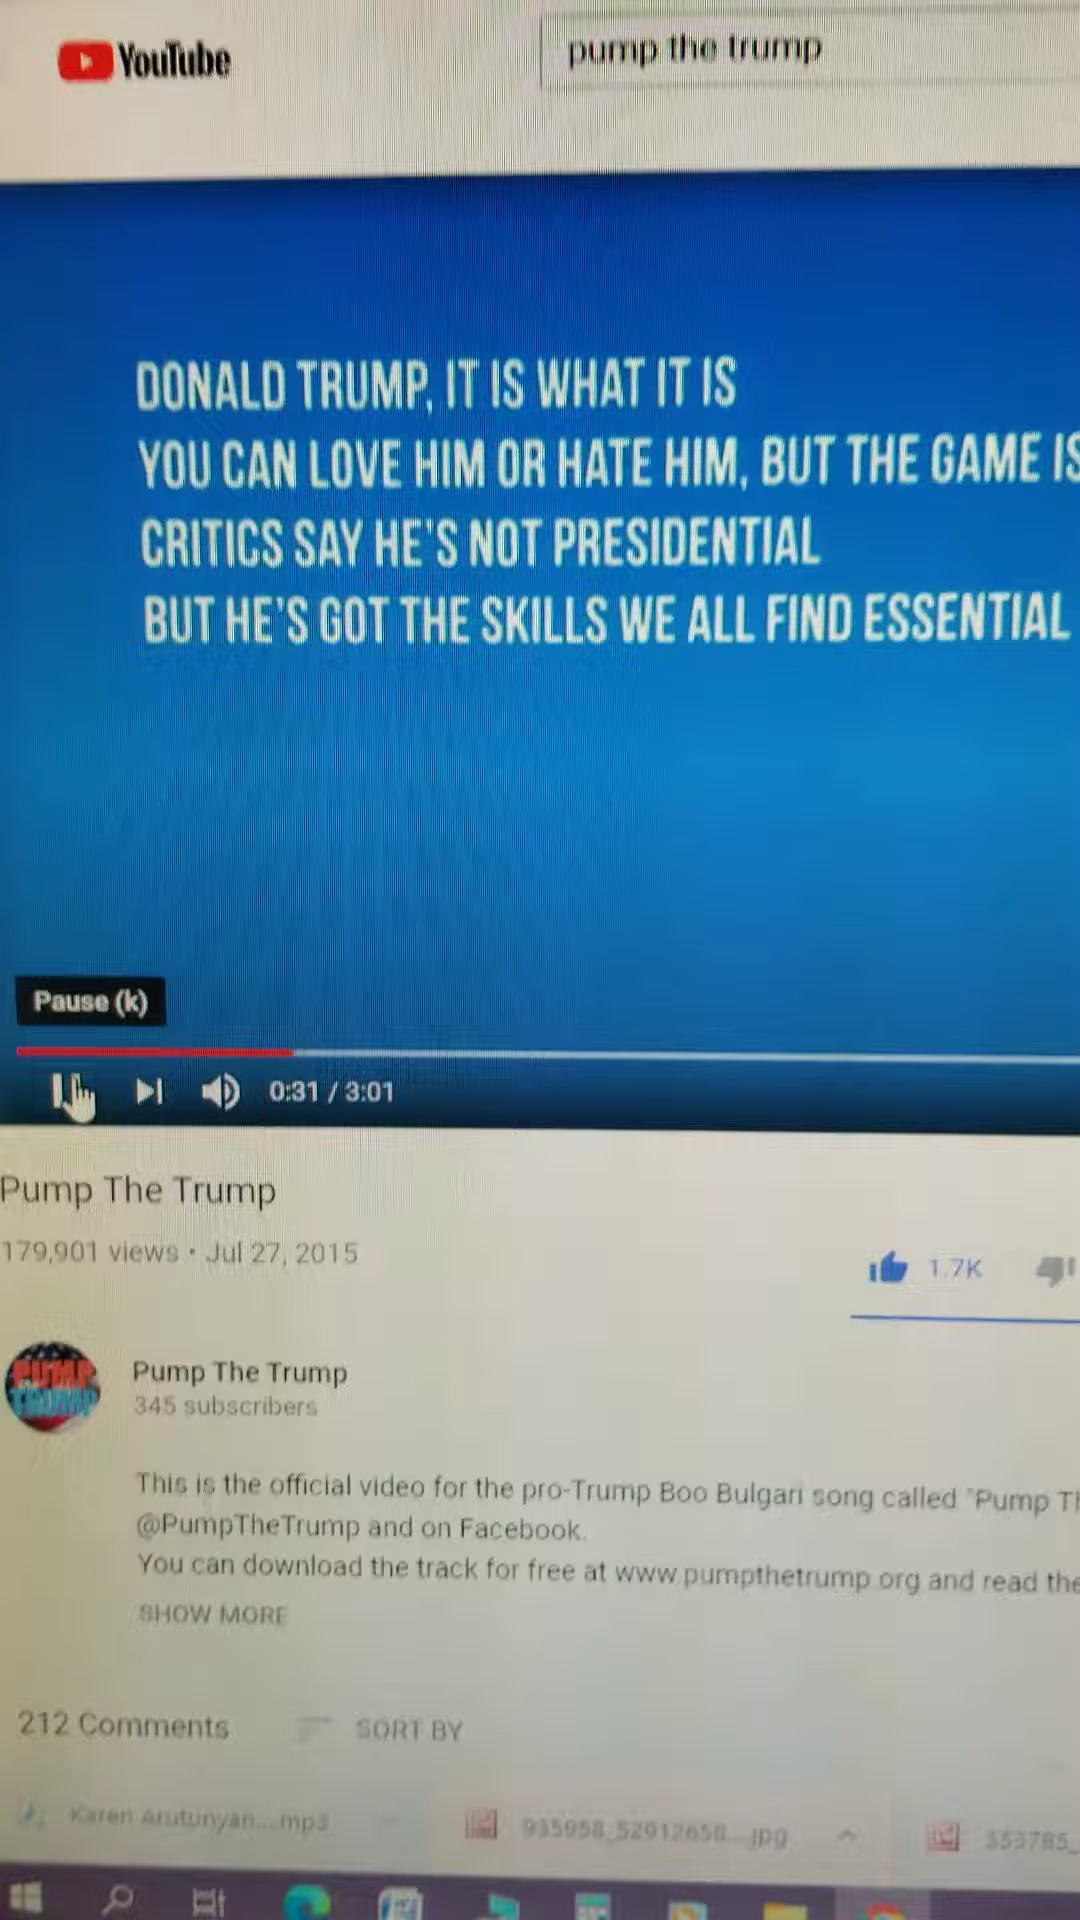 YouTube
pump the trump
DONALD TRUMP, IT IS WHAT IT IS
YOU CAN LOVE HIM OR HATE HIM, BUT THE GAME IS
CRITICS SAY HE'S NOT PRESIDENTIAL
BUT HE'S GOT THE SKILLS WE ALL FIND ESSENTIAL
Pause (k)
0:31 / 3:01
Pump The Trump
179,901 views • Jul 27, 2015
1.7K
PUMP
TRUMP
Pump The Trump
345 subscribers
This is the official video for the pro-Trump Boo Bulgari song called "Pump
@PumpTheTrump and on Facebook.
You can download the track for free at www.pumpthetrump.org and read the
SHOW MORE
212 Comments
SORT BY
Karen Arutunyan....mp3
935958_52912658....jpg
553785_